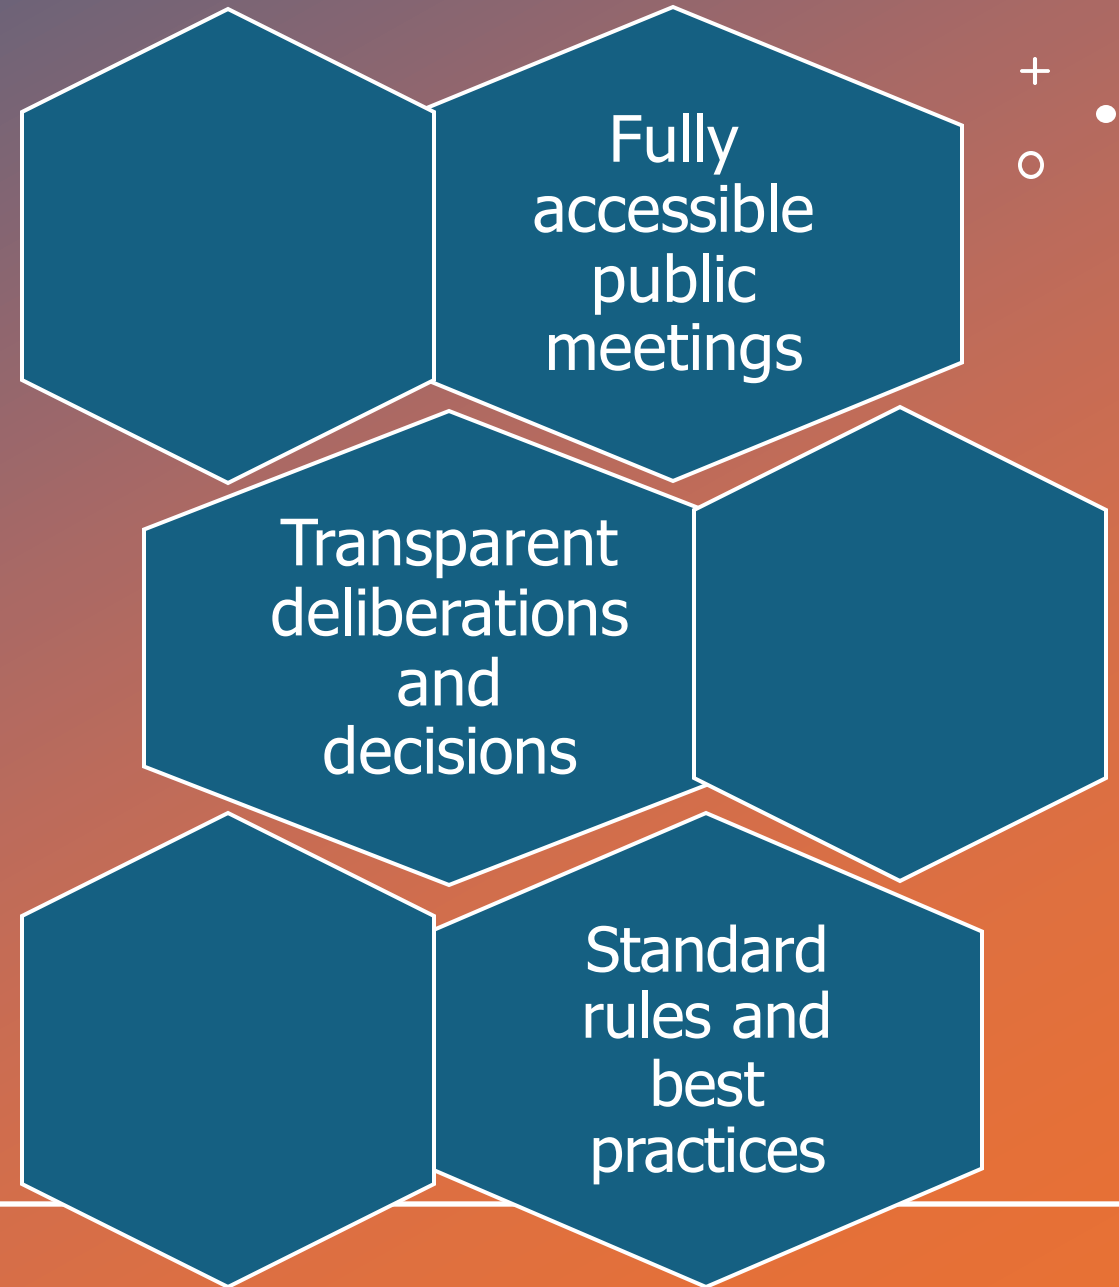 Fully
accessible
public
meetings
Transparent
deliberations
and
decisions
Standard
rules and
best
practices